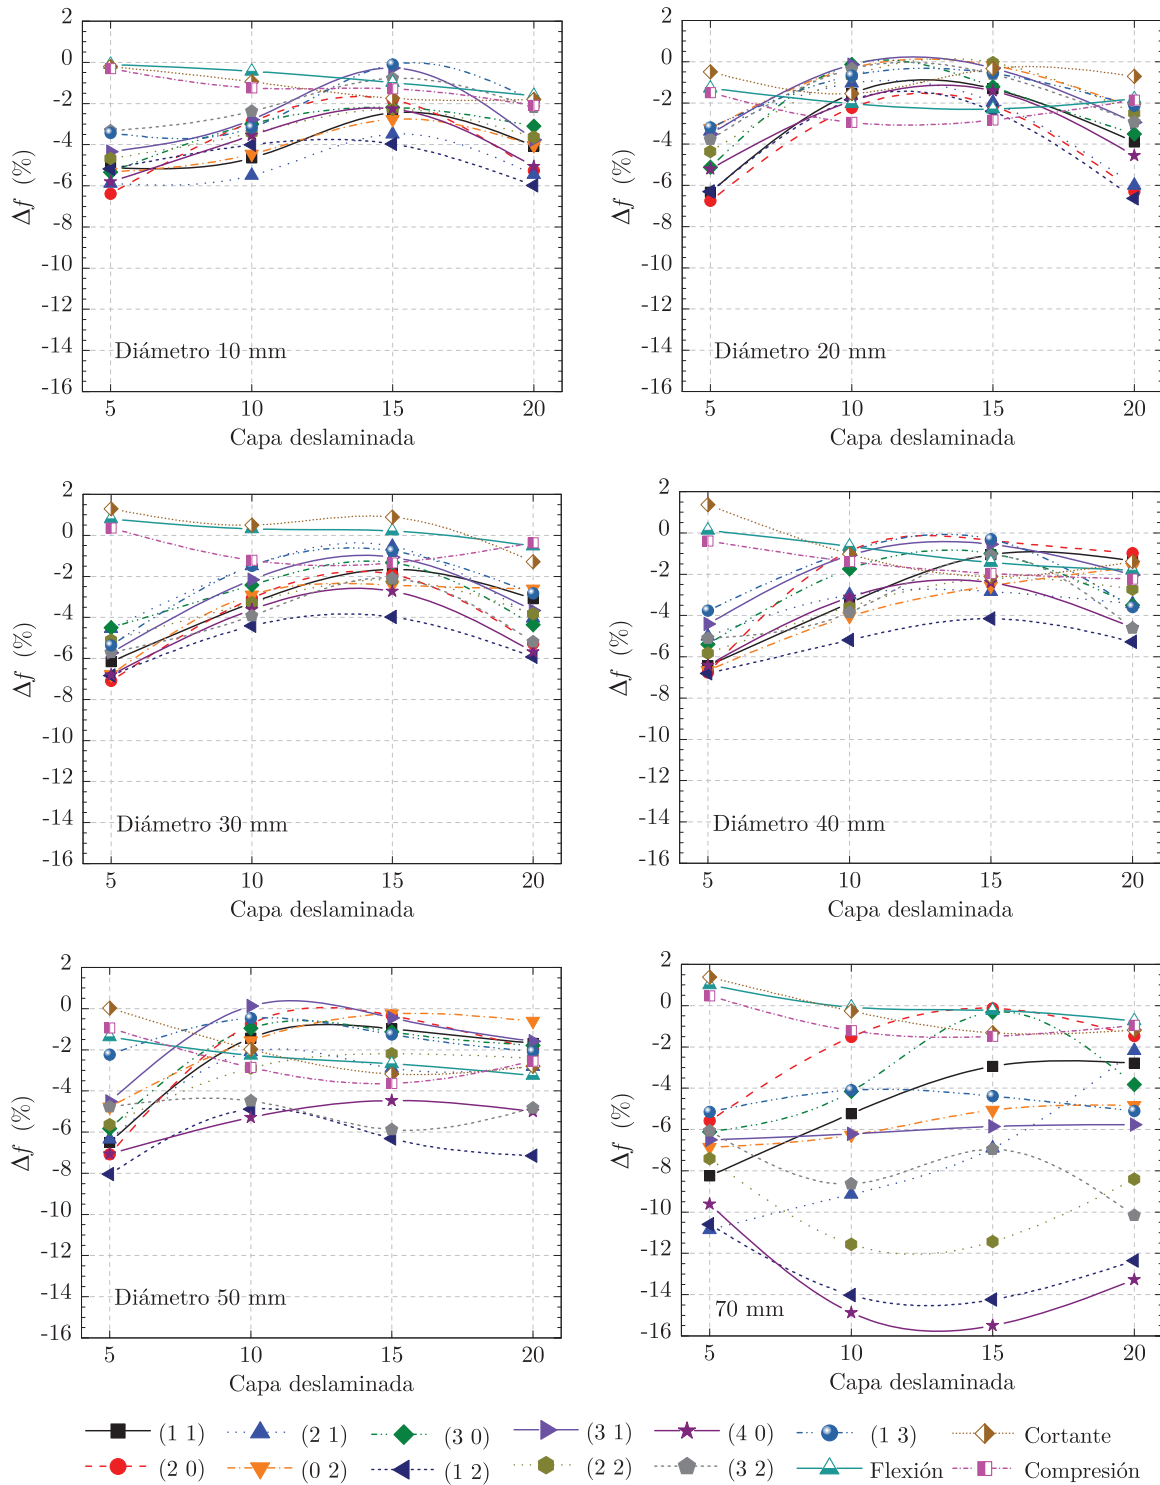 2
0
-2
-4
-6
-8
-10
-12
-14
-16
Δf (%)
Diámetro 10 mm
5 10 15 20
Capa deslaminada
2
0
-2
-4
-6
-8
-10
-12
-14
-16
Δf (%)
Diámetro 20 mm
5 10 15 20
Capa deslaminada
2
0
-2
-4
-6
-8
-10
-12
-14
-16
Δf (%)
Diámetro 30 mm
5 10 15 20
Capa deslaminada
2
0
-2
-4
-6
-8
-10
-12
-14
-16
Δf (%)
Diámetro 40 mm
5 10 15 20
Capa deslaminada
2
0
-2
-4
-6
-8
-10
-12
-14
-16
Δf (%)
Diámetro 50 mm
5 10 15 20
Capa deslaminada
2
0
-2
-4
-6
-8
-10
-12
-14
-16
Δf (%)
70 mm
5 10 15 20
Capa deslaminada
(1 1) (2 1) (3 0) (3 1) (4 0) (1 3) Cortante
(2 0) (0 2) (1 2) (2 2) (3 2) Flexión Compresión